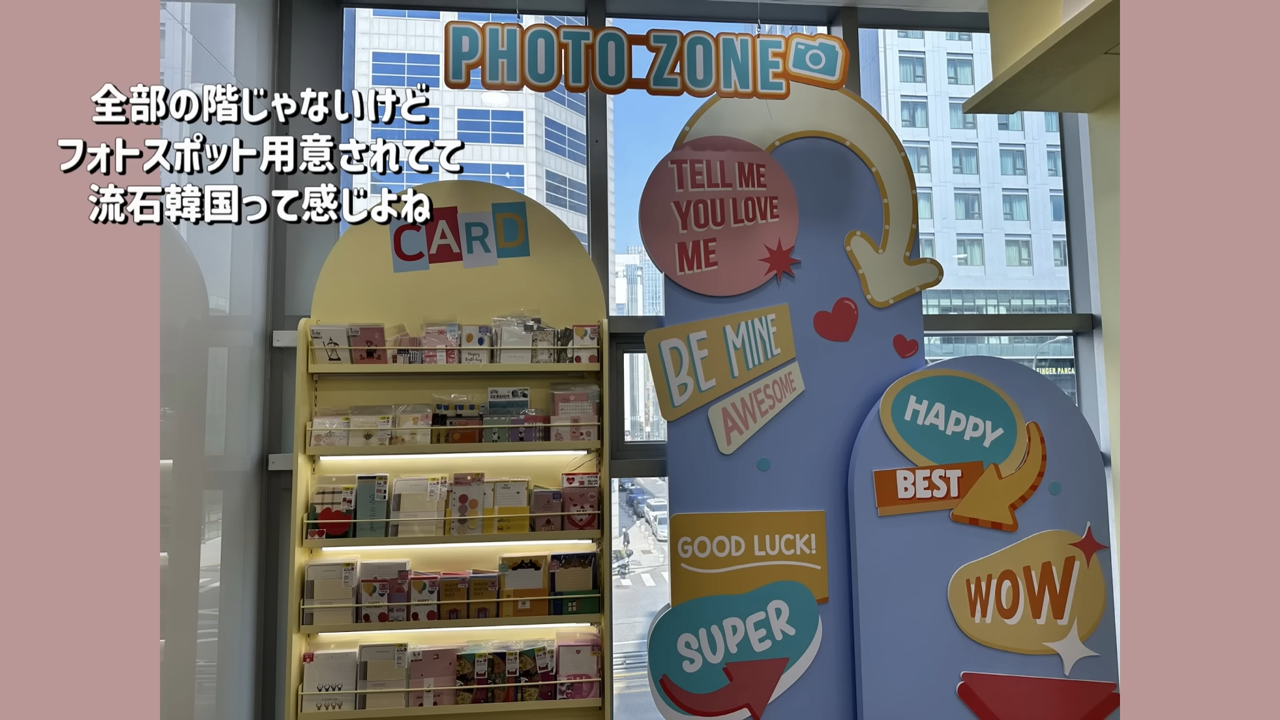 PHOTO ZONE
全部の階じゃないけど
フォトスポット用意されてて
流石韓国って感じよね
CARD
TELL ME
YOU LOVE
ME
BE MINE
AWESOME
HAPPY
BEST
GOOD LUCK!
SUPER
WOW